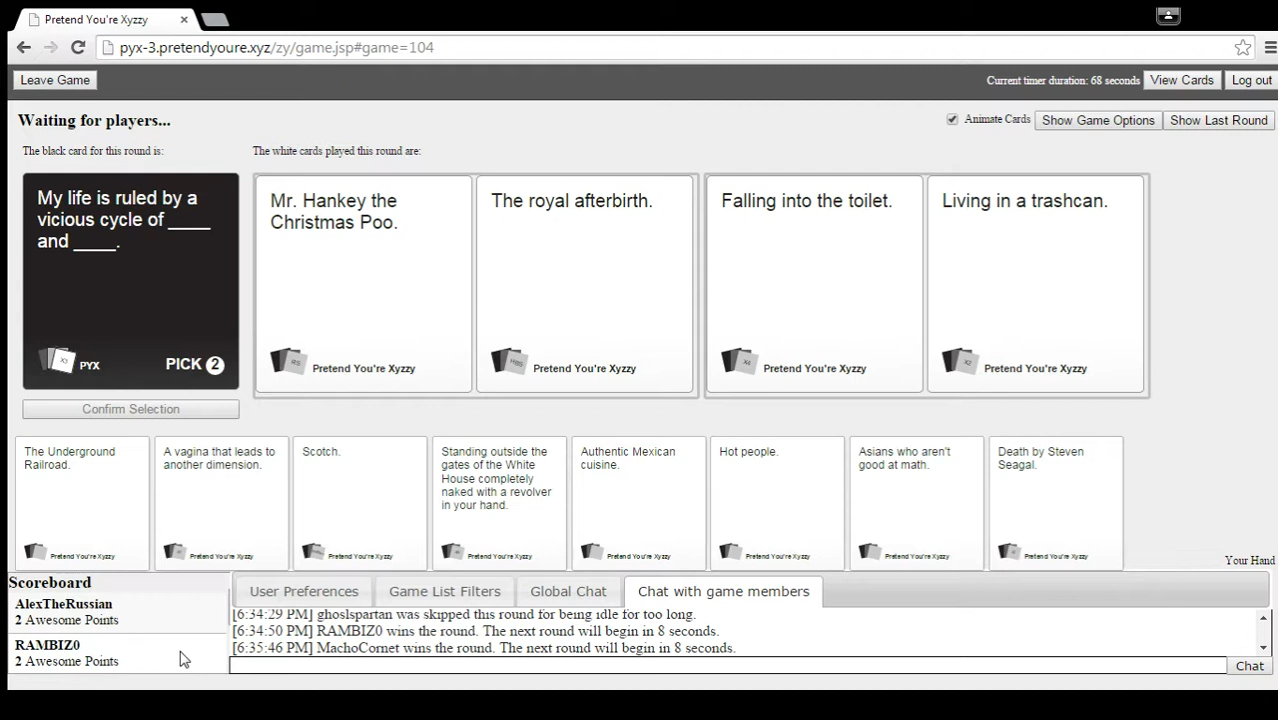 Pretend You're Xyzzy
pyx-3.pretendyoure.xyz/zy/game.jsp#game=104
Leave Game
Current timer duration: 68 seconds
View Cards
Log out
Waiting for players...
Animate Cards
Show Game Options
Show Last Round
The black card for this round is:
The white cards played this round are:
My life is ruled by a
vicious cycle of ____
and ____.
X3
PYX
PICK 2
Mr. Hankey the
Christmas Poo.
Pretend You're Xyzzy
The royal afterbirth.
Pretend You're Xyzzy
Falling into the toilet.
X4
Pretend You're Xyzzy
Living in a trashcan.
X2
Pretend You're Xyzzy
Confirm Selection
The Underground
Railroad.
Pretend You're Xyzzy
A vagina that leads to
another dimension.
Pretend You're Xyzzy
Scotch.
Pretend You're Xyzzy
Standing outside the
gates of the White
House completely
naked with a revolver
in your hand.
Pretend You're Xyzzy
Authentic Mexican
cuisine.
Pretend You're Xyzzy
Hot people.
Pretend You're Xyzzy
Asians who aren't
good at math.
Pretend You're Xyzzy
Death by Steven
Seagal.
Pretend You're Xyzzy
Your Hand
Scoreboard
AlexTheRussian
2 Awesome Points
RAMBIZ0
2 Awesome Points
User Preferences
Game List Filters
Global Chat
Chat with game members
[6:34:29 PM] ghoslspartan was skipped this round for being idle for too long.
[6:34:50 PM] RAMBIZ0 wins the round. The next round will begin in 8 seconds.
[6:35:46 PM] MachoCornet wins the round. The next round will begin in 8 seconds.
Chat